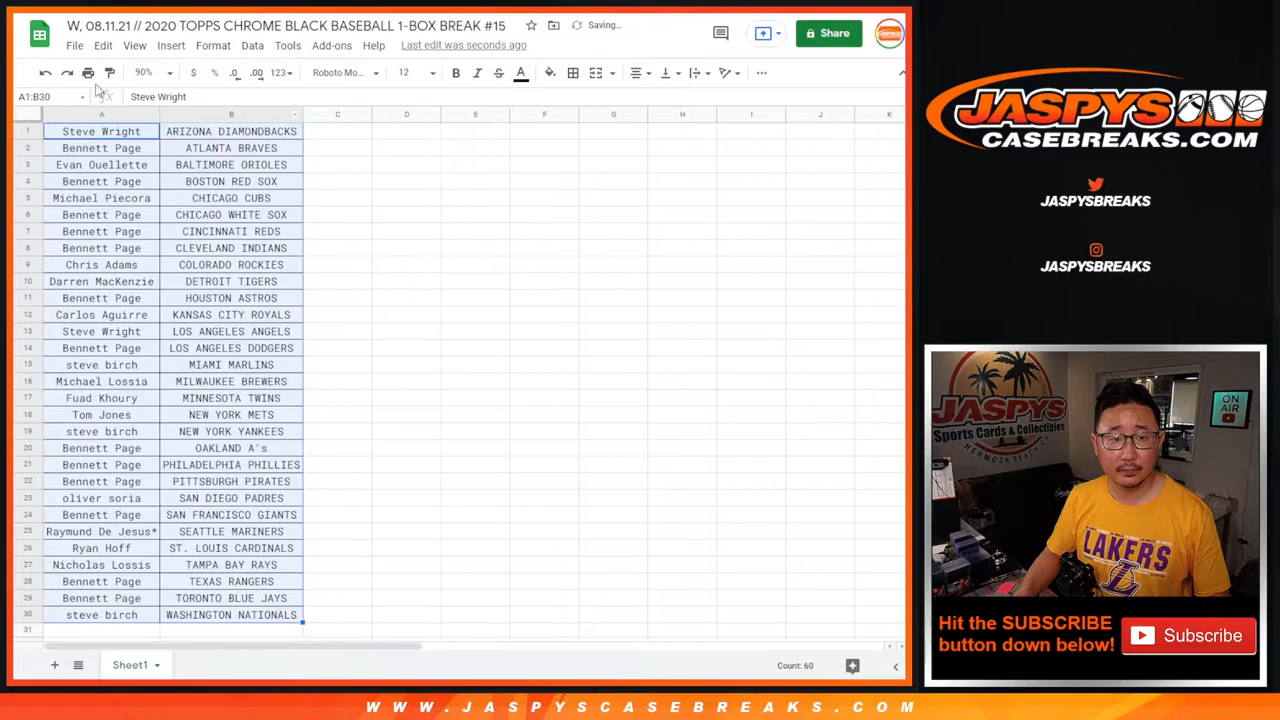 W, 08.11.21 // 2020 TOPPS CHROME BLACK BASEBALL 1-BOX BREAK #15
Saving...
File Edit View Insert Format Data Tools Add-ons Help Last edit was seconds ago
Share
90% $ % .0 .00 123 Roboto Mo... 12 B I S A
A1:B30 fx Steve Wright
A B C D E F G H I J K
1 Steve Wright ARIZONA DIAMONDBACKS
2 Bennett Page ATLANTA BRAVES
3 Evan Ouellette BALTIMORE ORIOLES
4 Bennett Page BOSTON RED SOX
5 Michael Piecora CHICAGO CUBS
6 Bennett Page CHICAGO WHITE SOX
7 Bennett Page CINCINNATI REDS
8 Bennett Page CLEVELAND INDIANS
9 Chris Adams COLORADO ROCKIES
10 Darren MacKenzie DETROIT TIGERS
11 Bennett Page HOUSTON ASTROS
12 Carlos Aguirre KANSAS CITY ROYALS
13 Steve Wright LOS ANGELES ANGELS
14 Bennett Page LOS ANGELES DODGERS
15 steve birch MIAMI MARLINS
16 Michael Lossia MILWAUKEE BREWERS
17 Fuad Khoury MINNESOTA TWINS
18 Tom Jones NEW YORK METS
19 steve birch NEW YORK YANKEES
20 Bennett Page OAKLAND A's
21 Bennett Page PHILADELPHIA PHILLIES
22 Bennett Page PITTSBURGH PIRATES
23 oliver soria SAN DIEGO PADRES
24 Bennett Page SAN FRANCISCO GIANTS
25 Raymund De Jesus* SEATTLE MARINERS
26 Ryan Hoff ST. LOUIS CARDINALS
27 Nicholas Lossis TAMPA BAY RAYS
28 Bennett Page TEXAS RANGERS
29 Bennett Page TORONTO BLUE JAYS
30 steve birch WASHINGTON NATIONALS
31
Sheet1
Count: 60
JASPYS
CASEBREAKS.COM
JASPYSBREAKS
JASPYSBREAKS
JASPYS
Sports Cards & Collectibles
HERMOSA BEACH CA
ON AIR
LAKERS
L
Hit the SUBSCRIBE
button down below!
Subscribe
WWW.JASPYSCASEBREAKS.COM